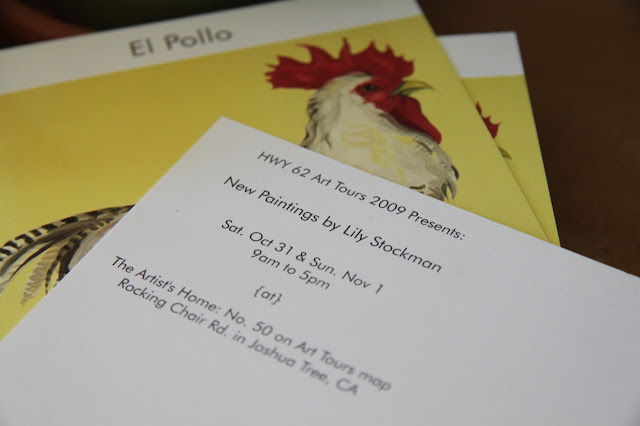 El Pollo
HWY 62 Art Tours 2009 Presents:
New Paintings by Lily Stockman
Sat. Oct 31 & Sun. Nov 1
9am to 5pm
{at}
The Artist's Home: No. 50 on Art Tours map
Rocking Chair Rd. in Joshua Tree, CA